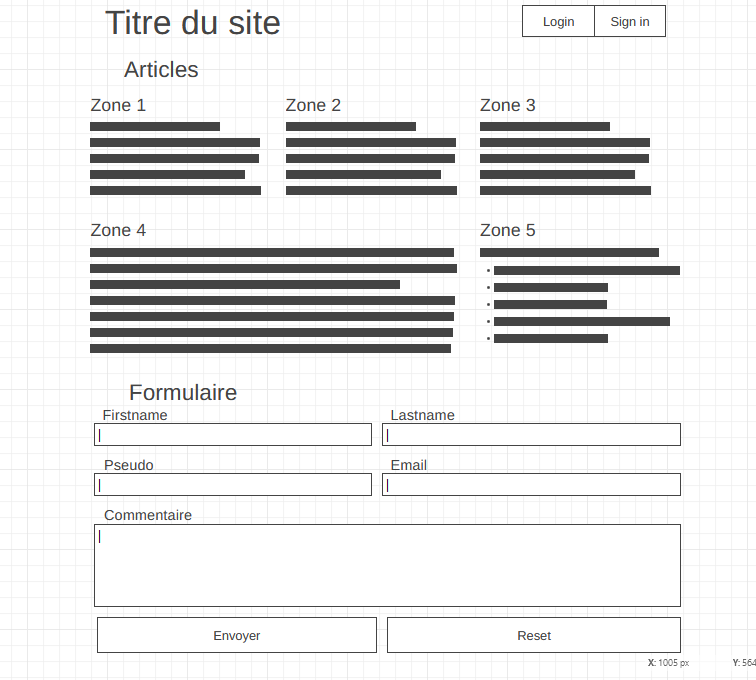 Titre du site
Login Sign in
Articles
Zone 1 Zone 2 Zone 3
Zone 4 Zone 5
Formulaire
Firstname Lastname
Pseudo Email
Commentaire
Envoyer Reset
X: 1005 px Y: 564